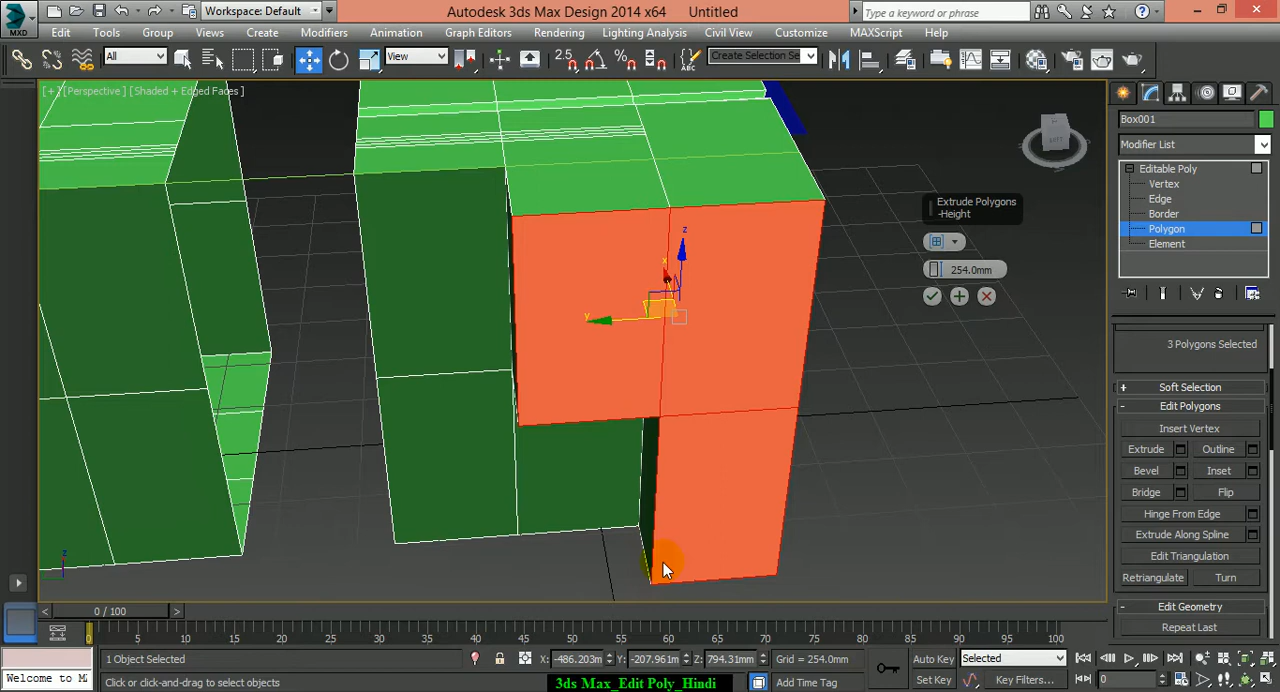 MXD
Workspace: Default
Autodesk 3ds Max Design 2014 x64 Untitled
Type a keyword or phrase
Edit Tools Group Views Create Modifiers Animation Graph Editors Rendering Lighting Analysis Civil View Customize MAXScript Help
All
View
2.5
Create Selection Se
[ + ] [Perspective ] [ Shaded + Edged Faces ]
Box001
Modifier List
Editable Poly
Vertex
Edge
Border
Polygon
Element
Extrude Polygons
-Height
254.0mm
z
x
y
z
3 Polygons Selected
+ Soft Selection
- Edit Polygons
Insert Vertex
Extrude Outline
Bevel Inset
Bridge Flip
Hinge From Edge
Extrude Along Spline
Edit Triangulation
Retriangulate Turn
- Edit Geometry
Repeat Last
< 0 / 100 >
0 5 10 15 20 25 30 35 40 45 50 55 60 65 70 75 80 85 90 95 100
1 Object Selected
X: -486.203m Y: -207.961m Z: 794.31mm Grid = 254.0mm
Auto Key Selected
Welcome to M
Click or click-and-drag to select objects
3ds Max_Edit Poly_Hindi
Add Time Tag
Set Key Key Filters... 0